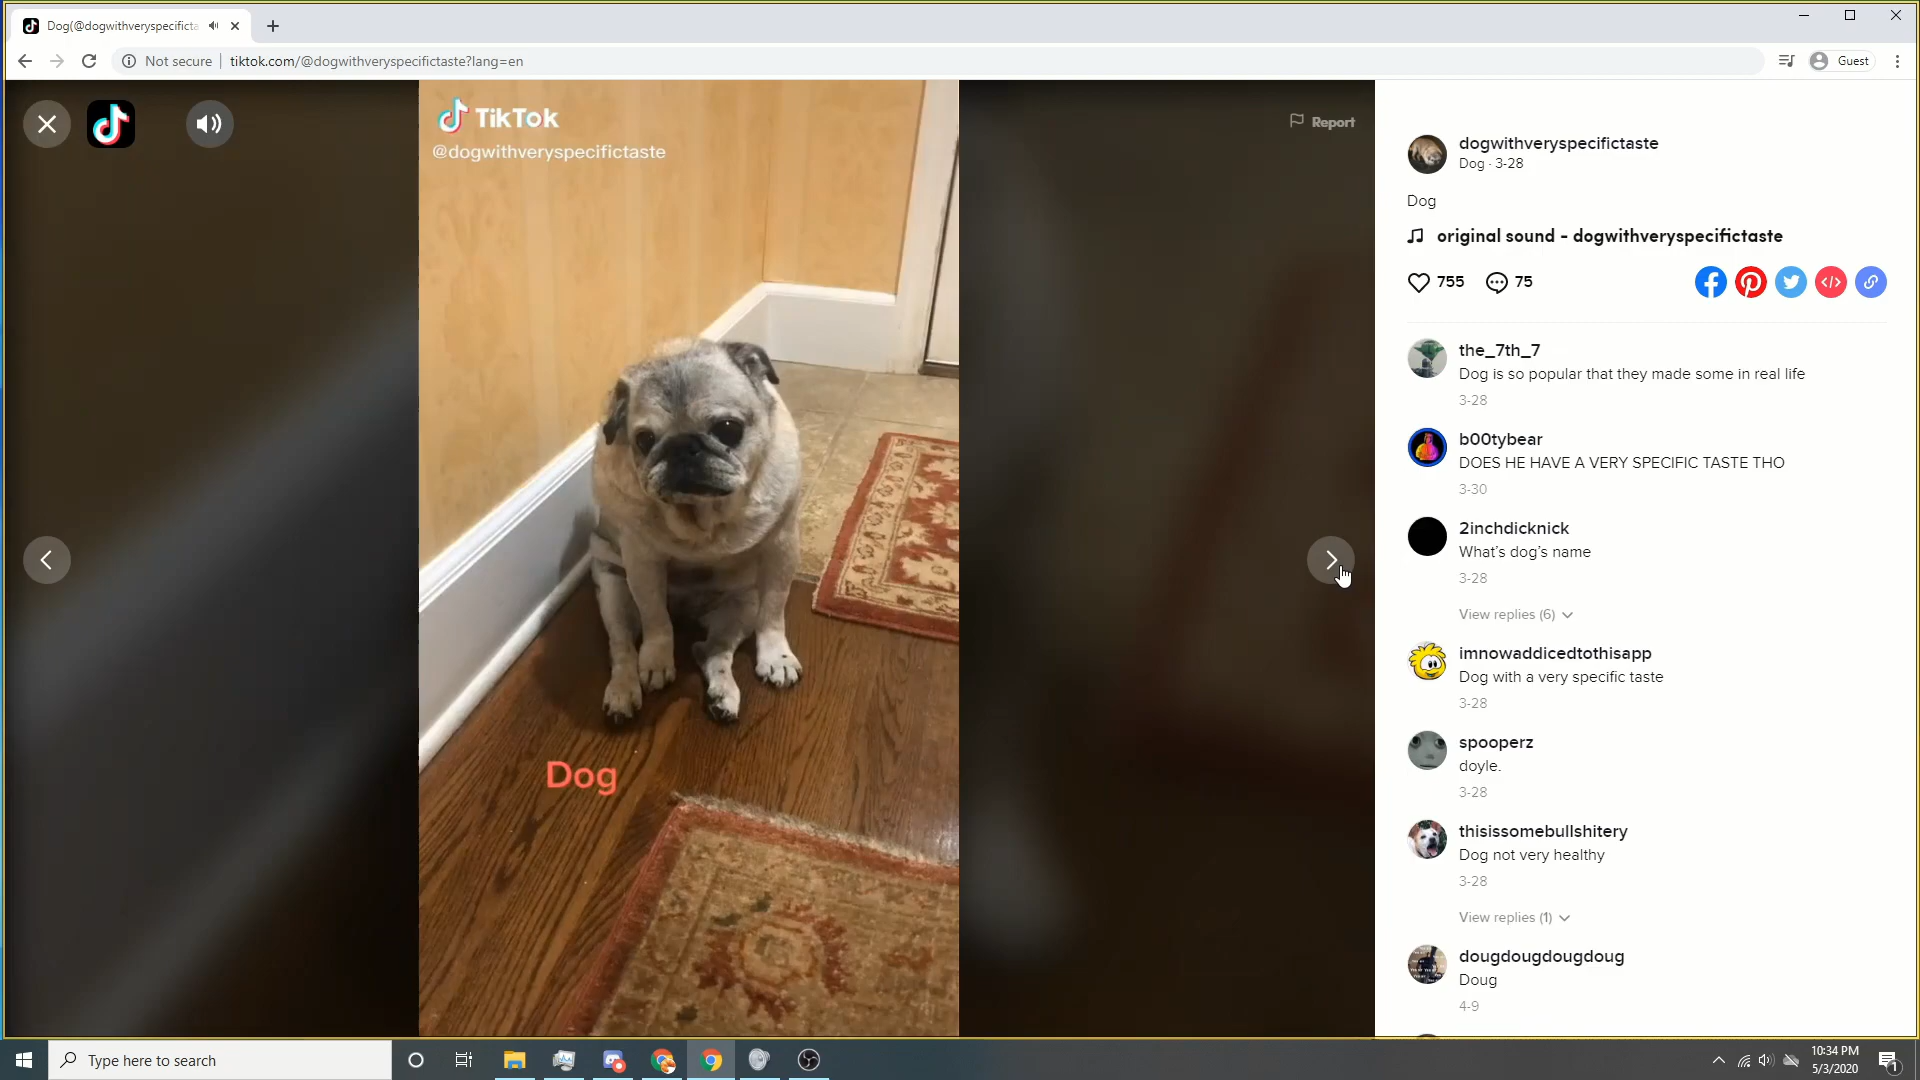 Dog(@dogwithveryspecificta
Not secure
tiktok.com/@dogwithveryspecifictaste?lang=en
Guest
TikTok
@dogwithveryspecifictaste
Report
Dog
dogwithveryspecifictaste
Dog · 3-28
Dog
original sound - dogwithveryspecifictaste
755
75
the_7th_7
Dog is so popular that they made some in real life
3-28
b00tybear
DOES HE HAVE A VERY SPECIFIC TASTE THO
3-30
2inchdicknick
What's dog's name
3-28
View replies (6)
imnowaddicedtothisapp
Dog with a very specific taste
3-28
spooperz
doyle.
3-28
thisissomebullshitery
Dog not very healthy
3-28
View replies (1)
dougdougdougdoug
Doug
4-9
Type here to search
10:34 PM
5/3/2020
1